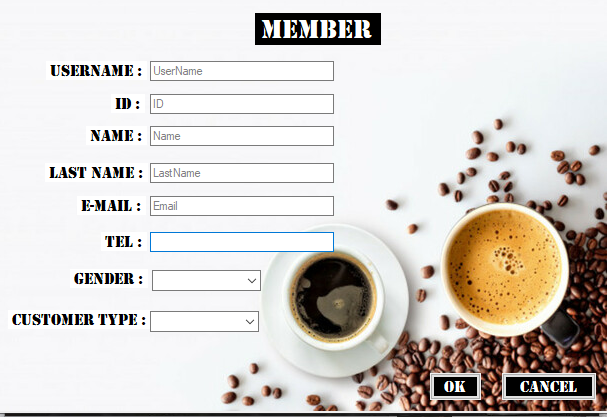 MEMBER
USERNAME : UserName
ID : ID
NAME : Name
LAST NAME : LastName
E-MAIL : Email
TEL :
GENDER :
CUSTOMER TYPE :
OK CANCEL